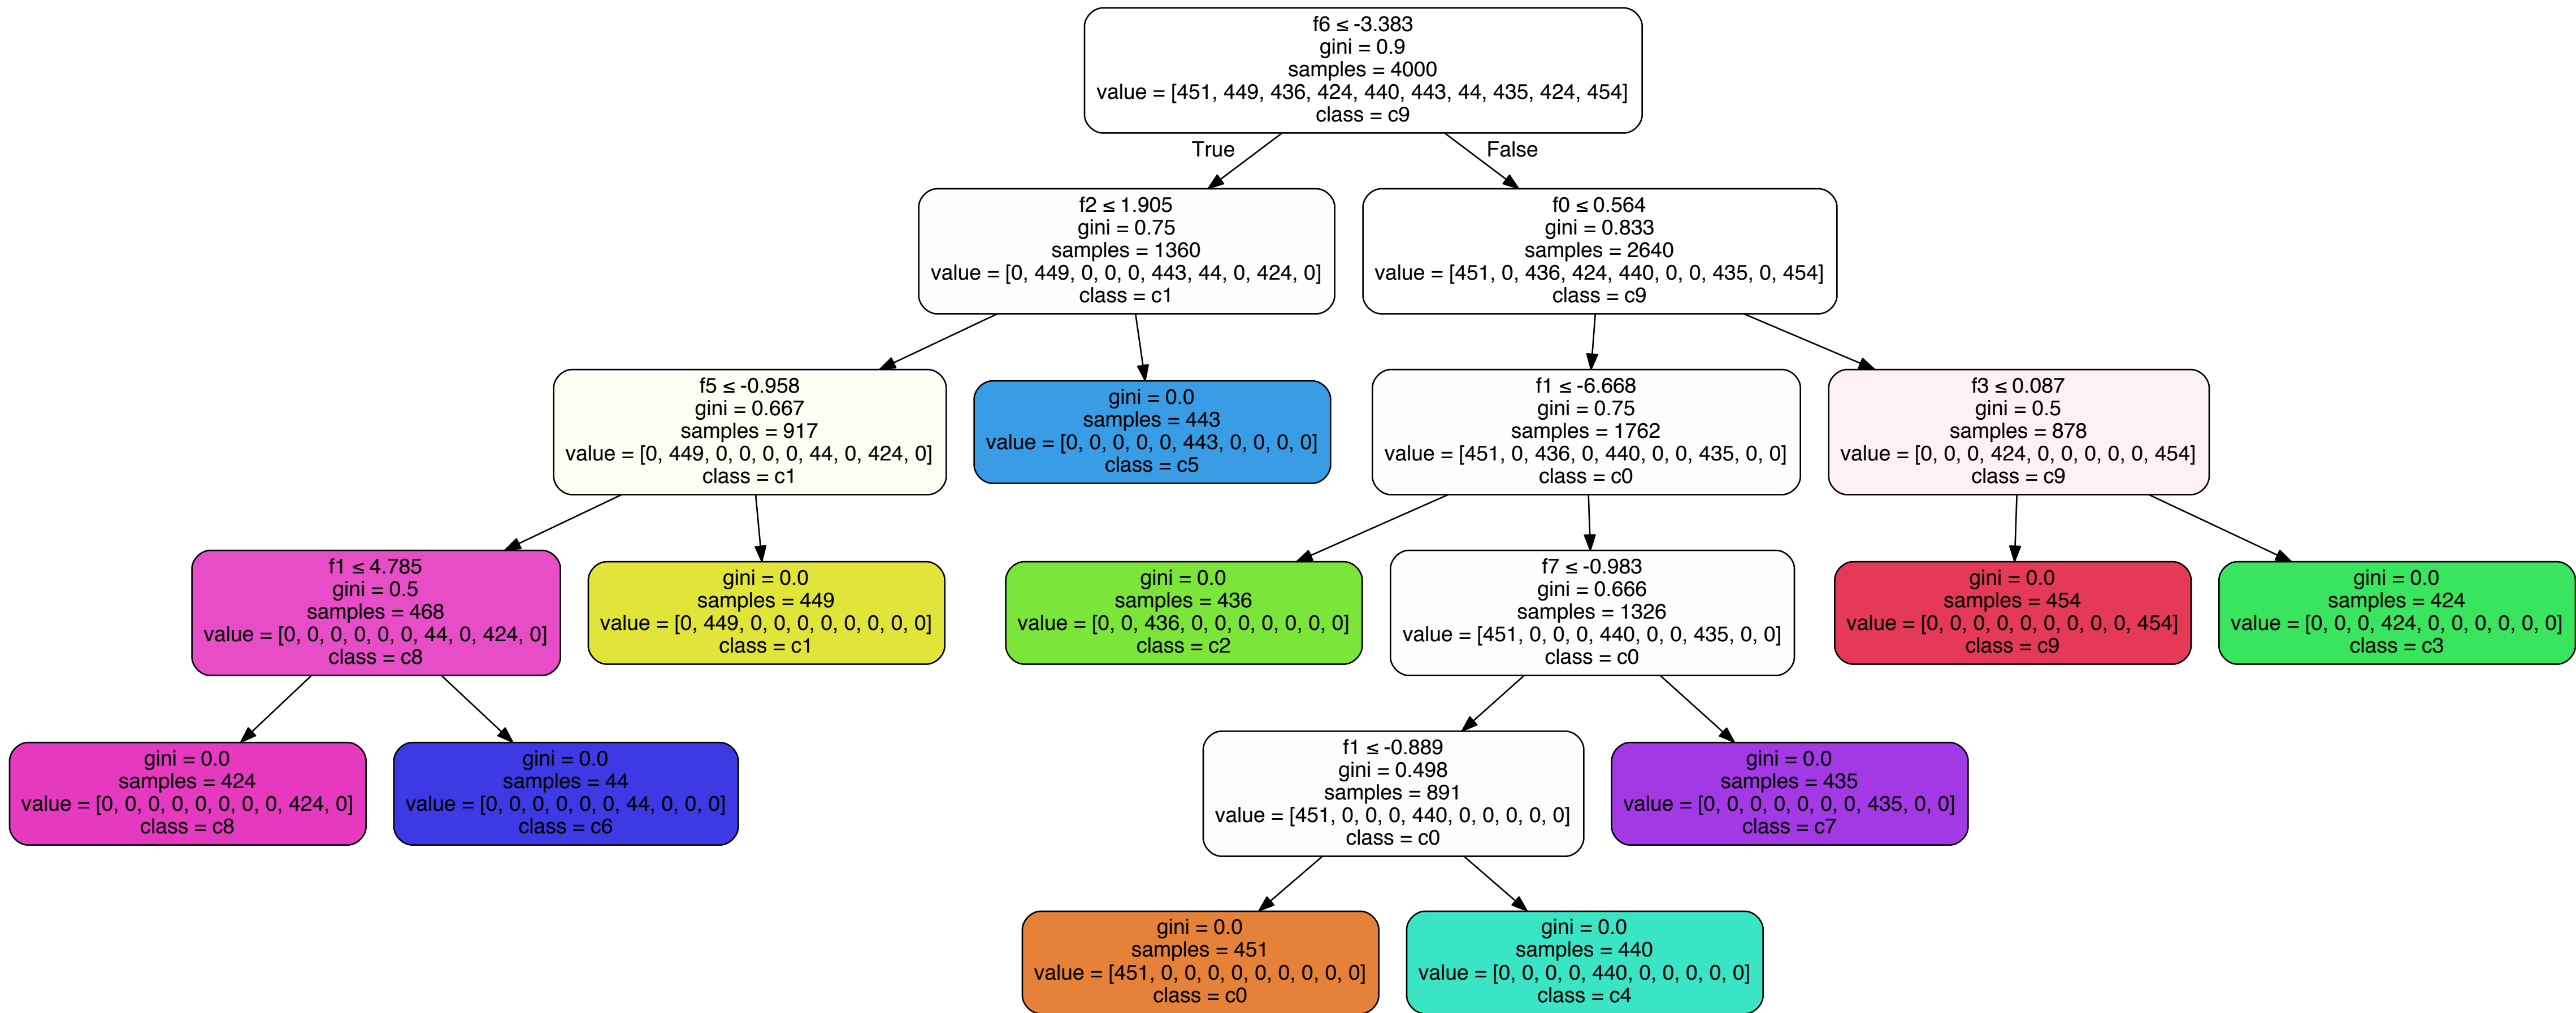 f6 ≤ -3.383
gini = 0.9
samples = 4000
value = [451, 449, 436, 424, 440, 443, 44, 435, 424, 454]
class = c9
True
False
f2 ≤ 1.905
gini = 0.75
samples = 1360
value = [0, 449, 0, 0, 0, 443, 44, 0, 424, 0]
class = c1
f0 ≤ 0.564
gini = 0.833
samples = 2640
value = [451, 0, 436, 424, 440, 0, 0, 435, 0, 454]
class = c9
f5 ≤ -0.958
gini = 0.667
samples = 917
value = [0, 449, 0, 0, 0, 0, 44, 0, 424, 0]
class = c1
gini = 0.0
samples = 443
value = [0, 0, 0, 0, 0, 443, 0, 0, 0, 0]
class = c5
f1 ≤ -6.668
gini = 0.75
samples = 1762
value = [451, 0, 436, 0, 440, 0, 0, 435, 0, 0]
class = c0
f3 ≤ 0.087
gini = 0.5
samples = 878
value = [0, 0, 0, 424, 0, 0, 0, 0, 0, 454]
class = c9
f1 ≤ 4.785
gini = 0.5
samples = 468
value = [0, 0, 0, 0, 0, 0, 44, 0, 424, 0]
class = c8
gini = 0.0
samples = 449
value = [0, 449, 0, 0, 0, 0, 0, 0, 0, 0]
class = c1
gini = 0.0
samples = 436
value = [0, 0, 436, 0, 0, 0, 0, 0, 0, 0]
class = c2
f7 ≤ -0.983
gini = 0.666
samples = 1326
value = [451, 0, 0, 0, 440, 0, 0, 435, 0, 0]
class = c0
gini = 0.0
samples = 454
value = [0, 0, 0, 0, 0, 0, 0, 0, 0, 454]
class = c9
gini = 0.0
samples = 424
value = [0, 0, 0, 424, 0, 0, 0, 0, 0, 0]
class = c3
gini = 0.0
samples = 424
value = [0, 0, 0, 0, 0, 0, 0, 0, 424, 0]
class = c8
gini = 0.0
samples = 44
value = [0, 0, 0, 0, 0, 0, 44, 0, 0, 0]
class = c6
f1 ≤ -0.889
gini = 0.498
samples = 891
value = [451, 0, 0, 0, 440, 0, 0, 0, 0, 0]
class = c0
gini = 0.0
samples = 435
value = [0, 0, 0, 0, 0, 0, 0, 435, 0, 0]
class = c7
gini = 0.0
samples = 451
value = [451, 0, 0, 0, 0, 0, 0, 0, 0, 0]
class = c0
gini = 0.0
samples = 440
value = [0, 0, 0, 0, 440, 0, 0, 0, 0, 0]
class = c4